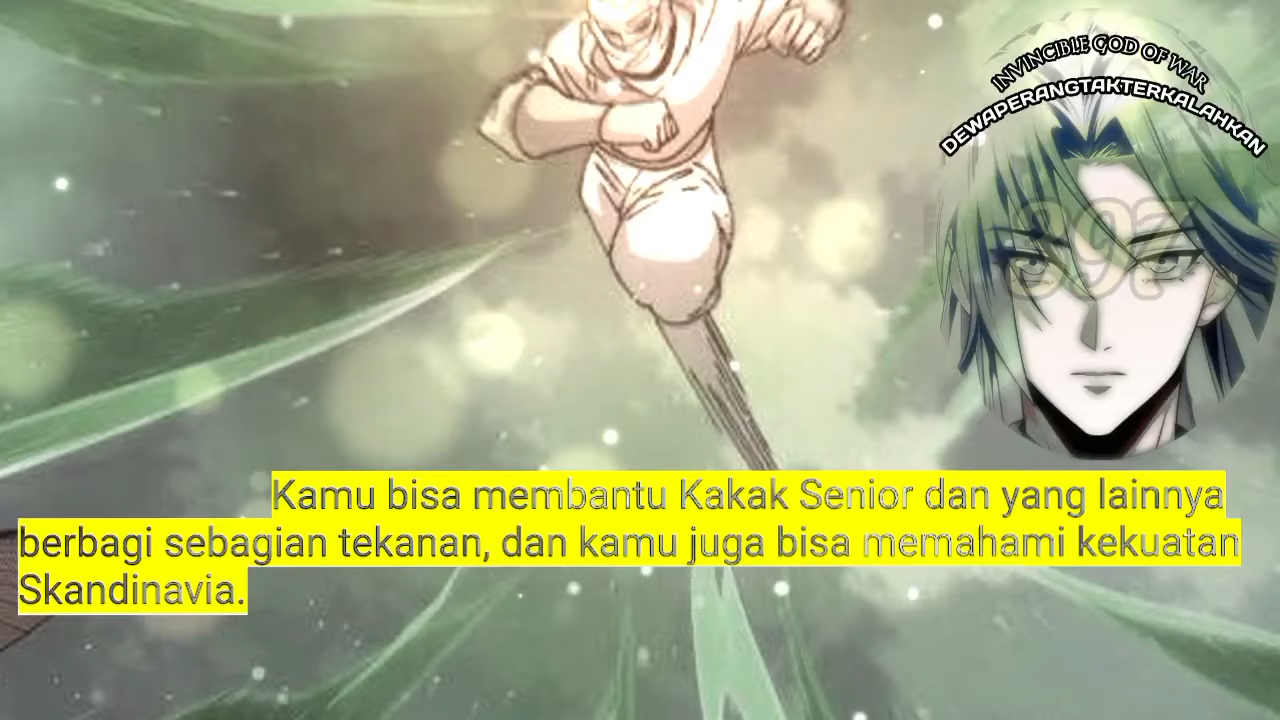 INVINCIBLE GOD OF WAR
DEWAPERANGTAKTERKALAHKAN
897
Kamu bisa membantu Kakak Senior dan yang lainnya
berbagi sebagian tekanan, dan kamu juga bisa memahami kekuatan
Skandinavia.